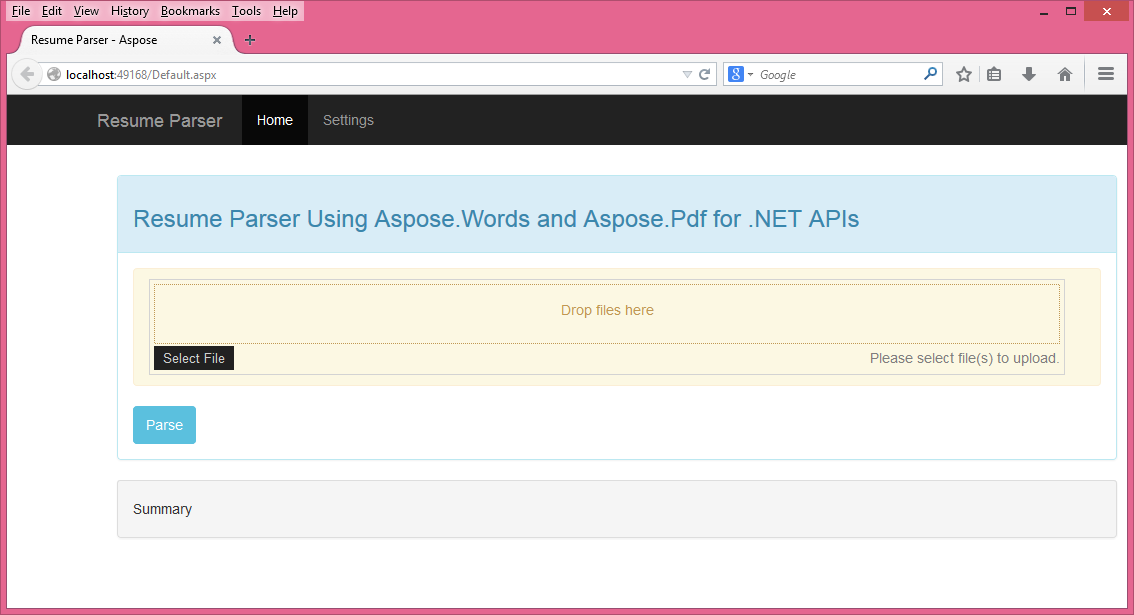 File Edit View History Bookmarks Tools Help
Resume Parser - Aspose
localhost:49168/Default.aspx
8 Google
Resume Parser Home Settings
Resume Parser Using Aspose.Words and Aspose.Pdf for .NET APIs
Drop files here
Select File Please select file(s) to upload.
Parse
Summary